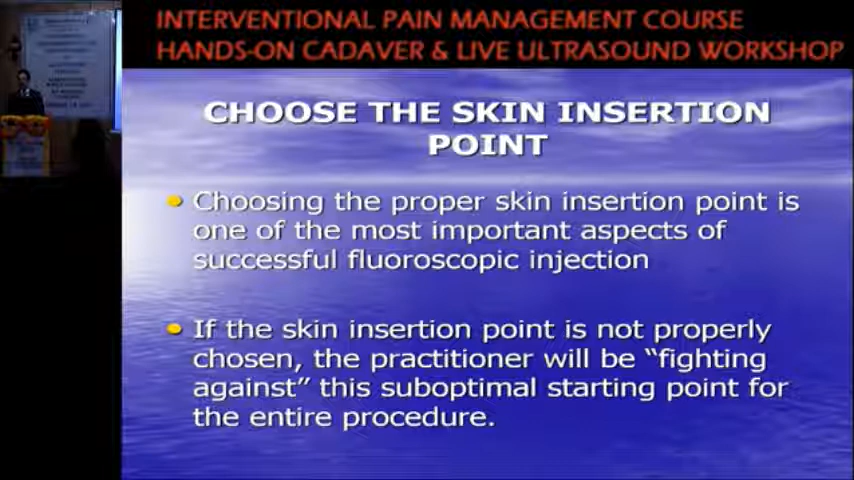 INTERVENTIONAL PAIN MANAGEMENT COURSE
HANDS-ON CADAVER & LIVE ULTRASOUND WORKSHOP
CHOOSE THE SKIN INSERTION
POINT
• Choosing the proper skin insertion point is
one of the most important aspects of
successful fluoroscopic injection
• If the skin insertion point is not properly
chosen, the practitioner will be “fighting
against” this suboptimal starting point for
the entire procedure.